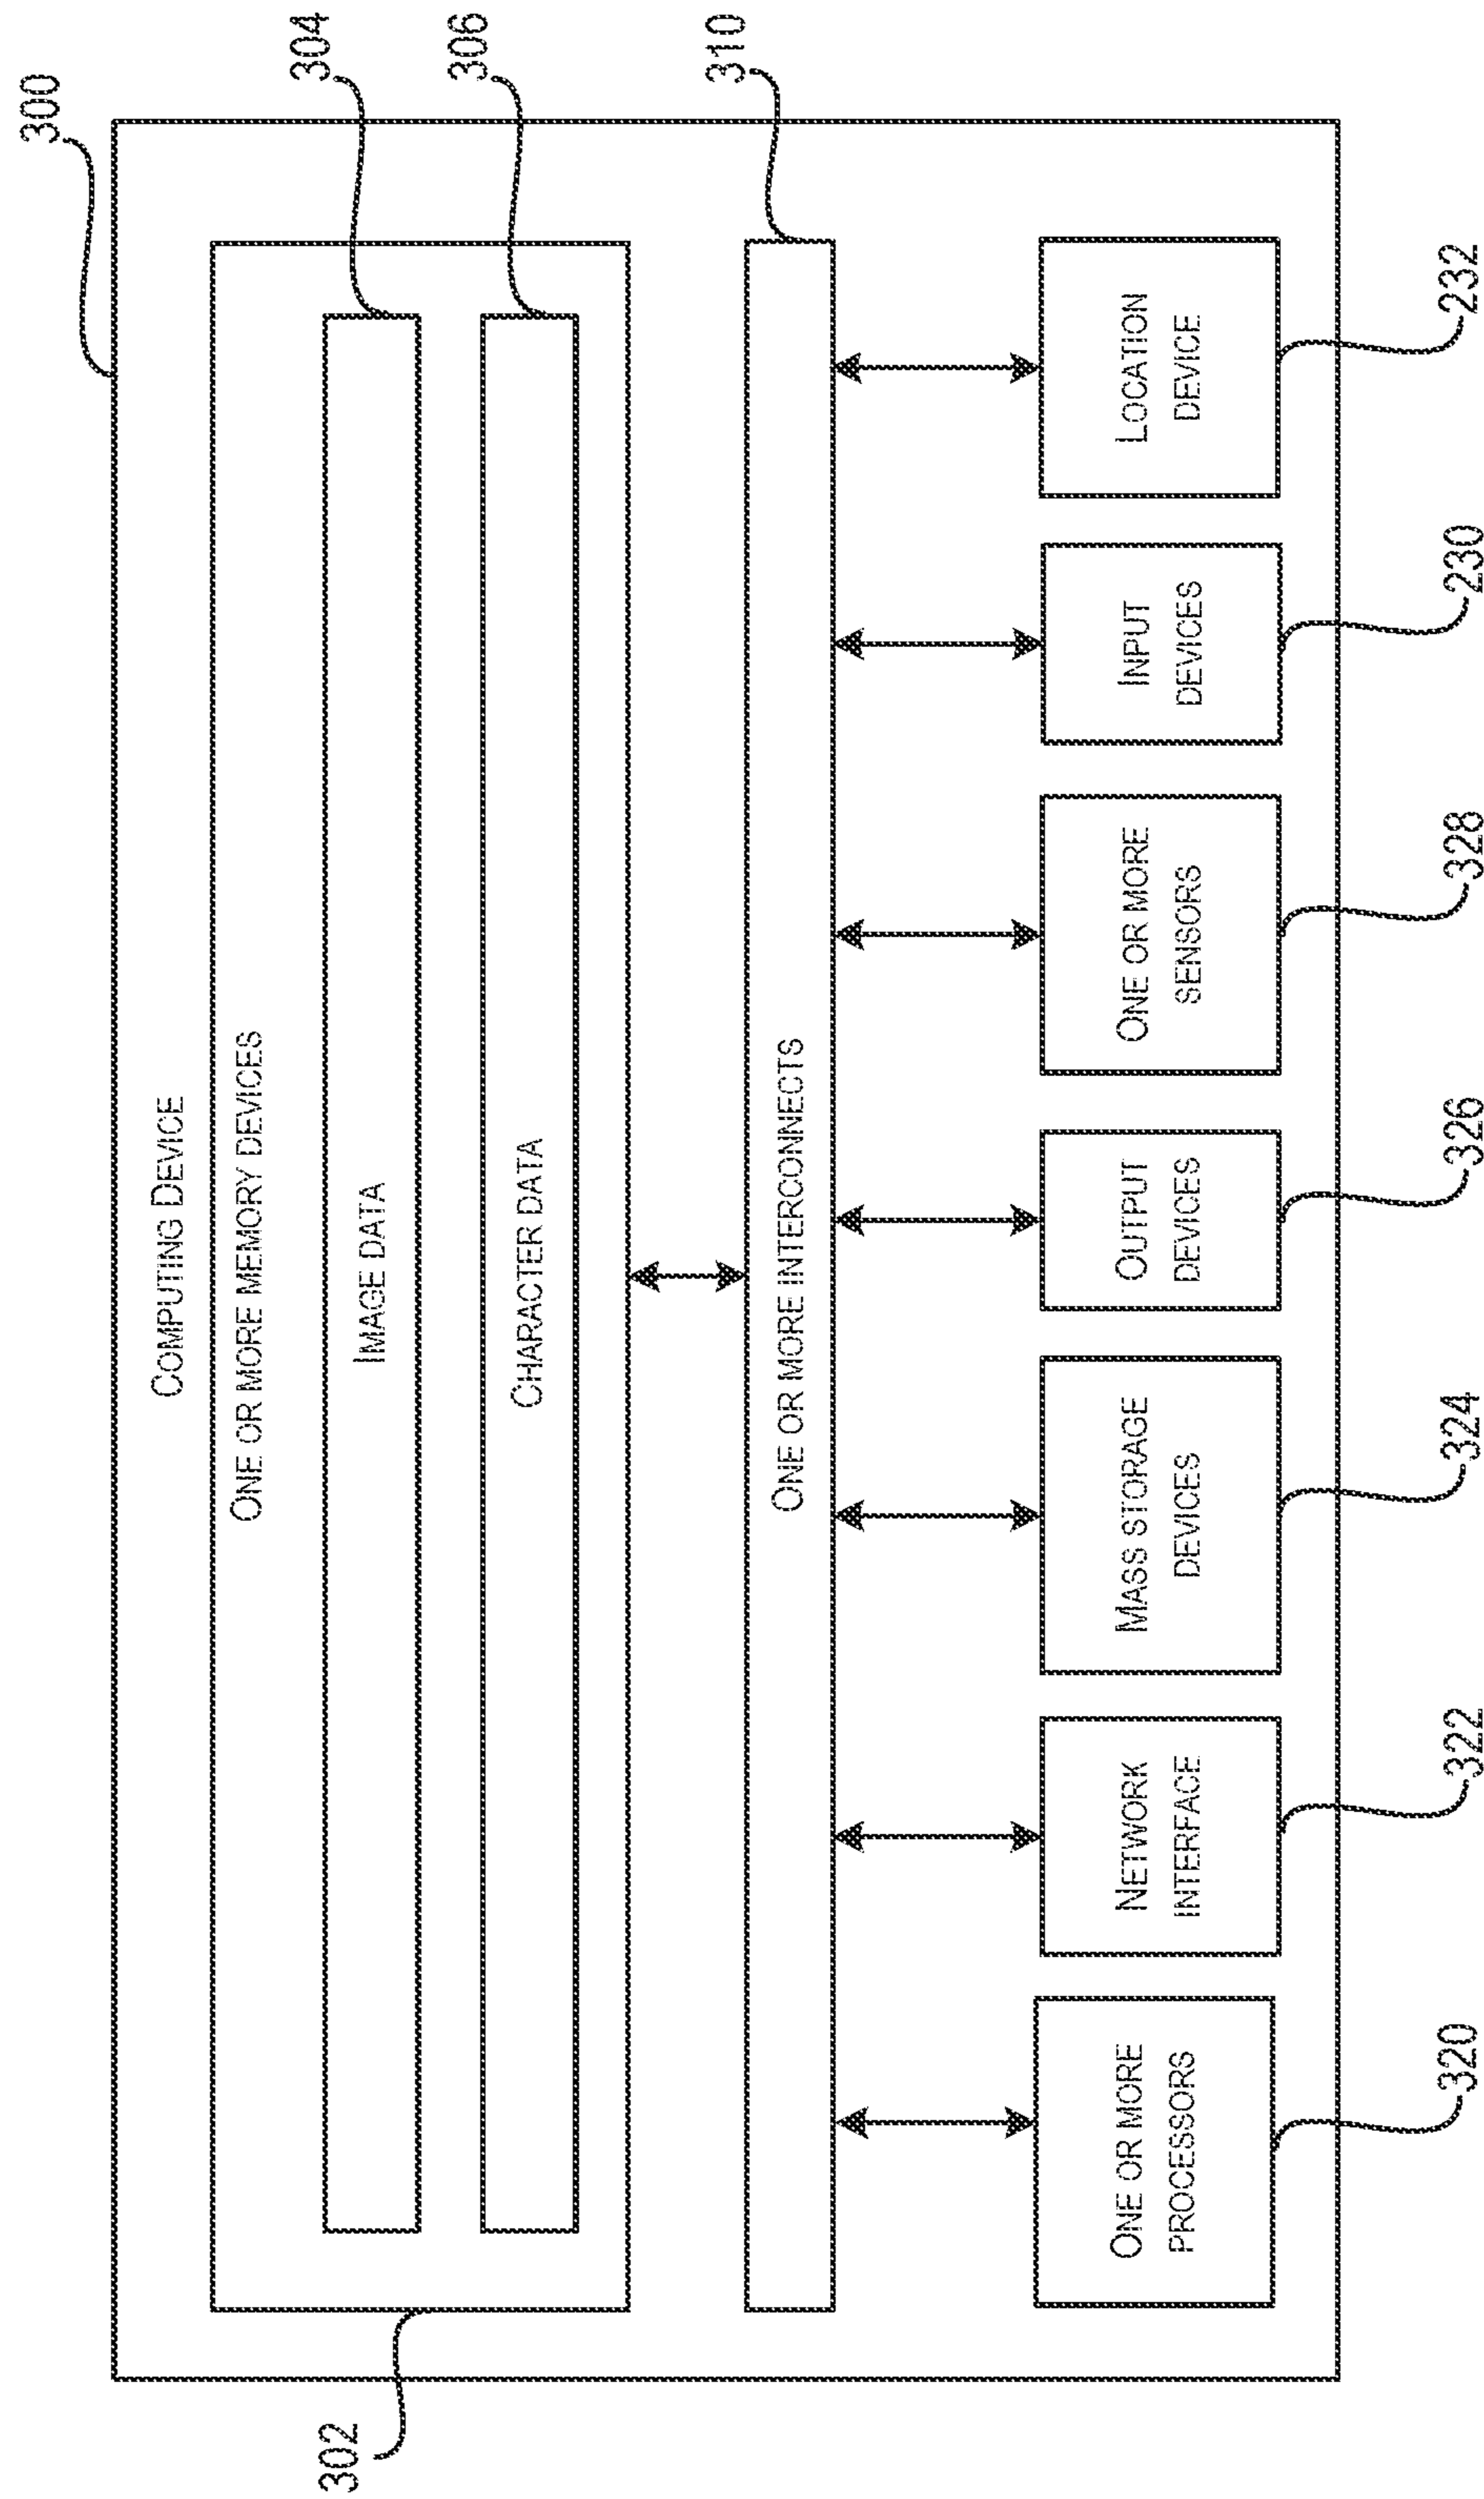 300
COMPUTING DEVICE
302
ONE OR MORE MEMORY DEVICES
304
IMAGE DATA
306
CHARACTER DATA
310
ONE OR MORE INTERCONNECTS
ONE OR MORE
PROCESSORS
NETWORK
INTERFACE
MASS STORAGE
DEVICES
OUTPUT
DEVICES
ONE OR MORE
SENSORS
INPUT
DEVICES
LOCATION
DEVICE
320
322
324
326
328
230
232